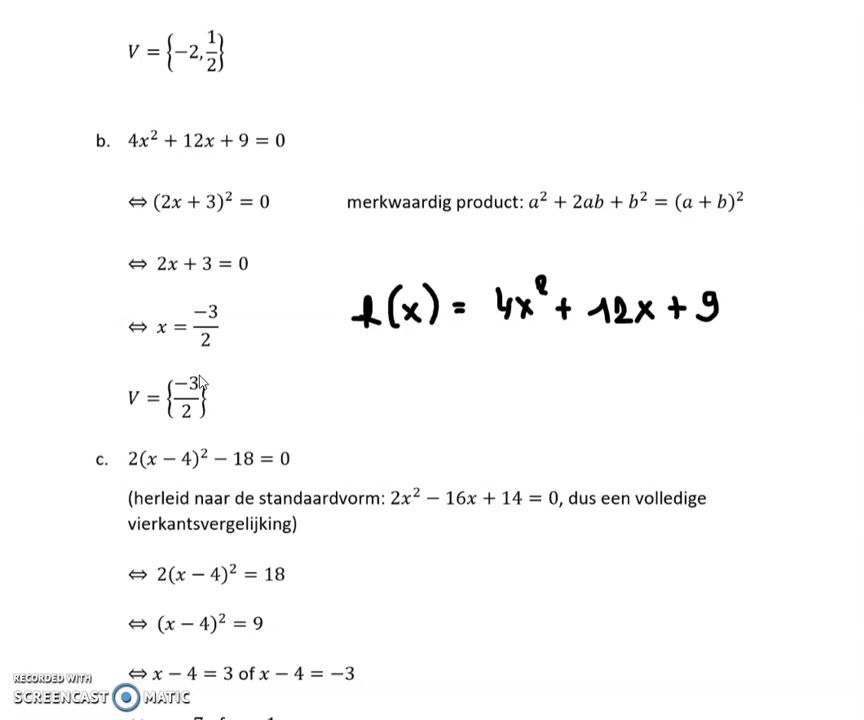 V = {−2, 1/2}
b. 4x² + 12x + 9 = 0
⇔ (2x + 3)² = 0 merkwaardig product: a² + 2ab + b² = (a + b)²
⇔ 2x + 3 = 0
f(x) = 4x² + 12x + 9
⇔ x = −3/2
V = {−3/2}
c. 2(x − 4)² − 18 = 0
(herleid naar de standaardvorm: 2x² − 16x + 14 = 0, dus een volledige
vierkantsvergelijking)
⇔ 2(x − 4)² = 18
⇔ (x − 4)² = 9
⇔ x − 4 = 3 of x − 4 = −3
RECORDED WITH
SCREENCAST MATIC